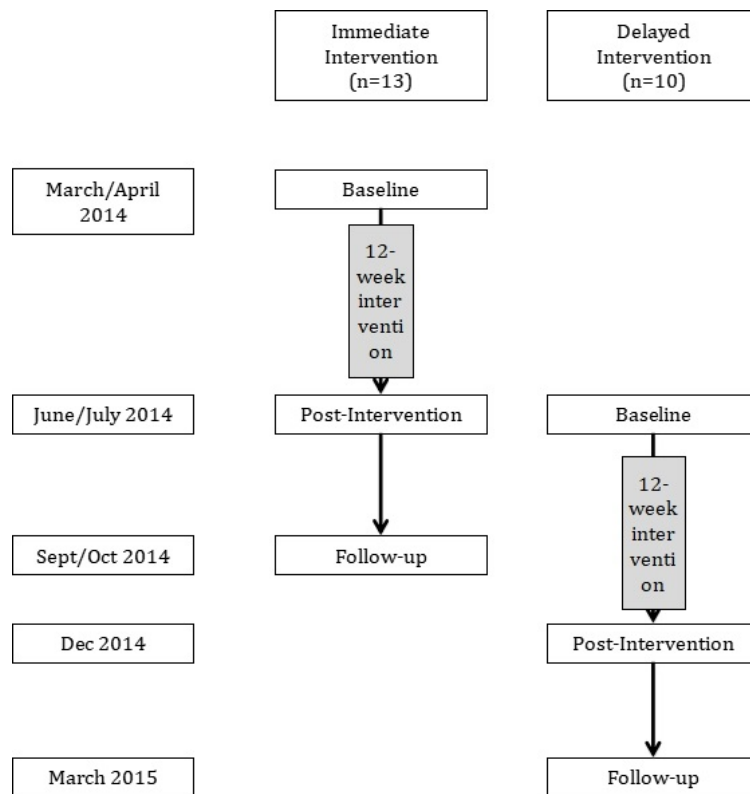 Immediate
Intervention
(n=13)
Delayed
Intervention
(n=10)
March/April
2014
Baseline
12-
week
inter
venti
on
June/July 2014
Post-Intervention
Baseline
12-
week
inter
venti
on
Sept/Oct 2014
Follow-up
Dec 2014
Post-Intervention
March 2015
Follow-up